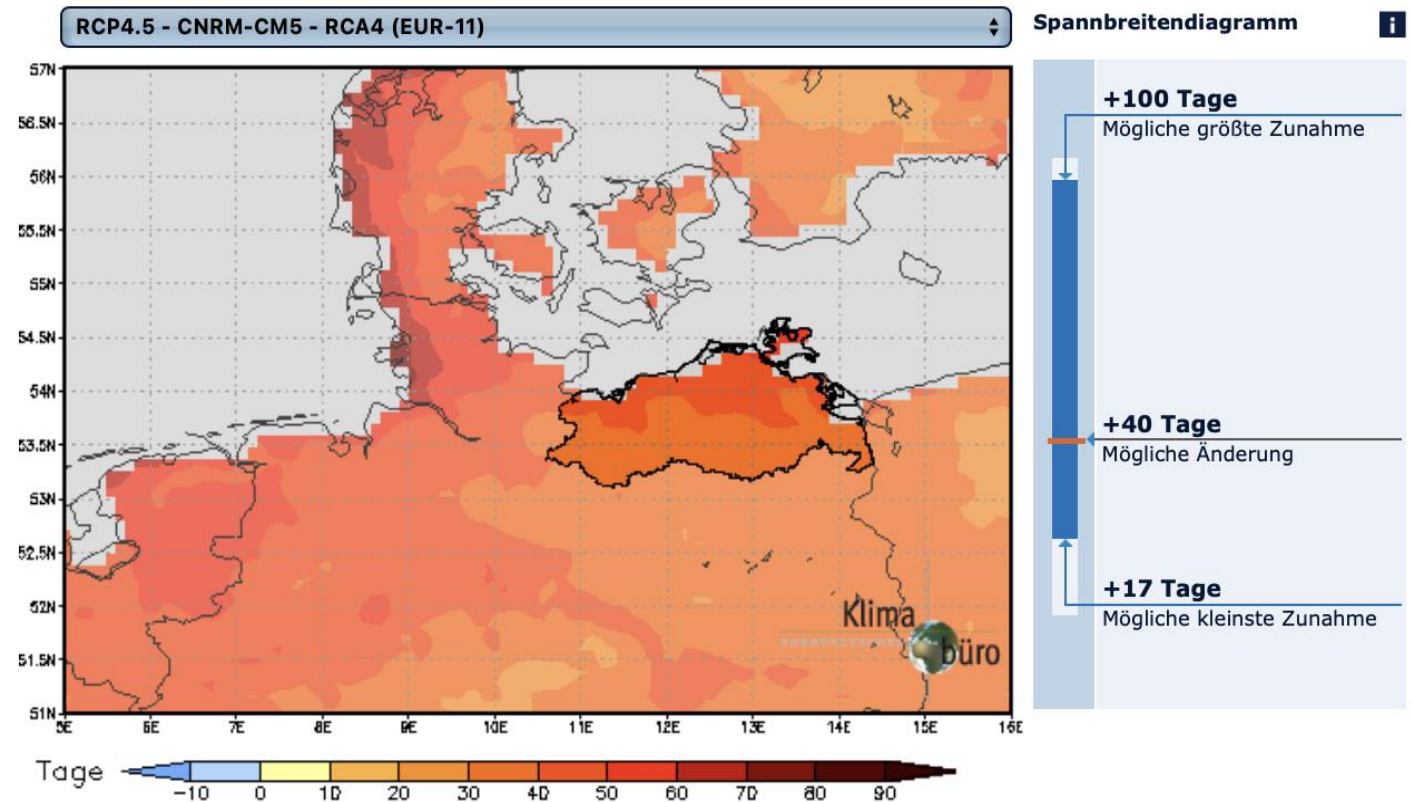 RCP4.5 - CNRM-CM5 - RCA4 (EUR-11)
Spannbreitendiagramm
i
57N
56.5N
56N
55.5N
55N
54.5N
54N
53.5N
53N
52.5N
52N
51.5N
51N
5E 6E 7E 8E 9E 10E 11E 12E 13E 14E 15E 16E
Klima
büro
Tage
-10 0 10 20 30 40 50 60 70 80 90
+100 Tage
Mögliche größte Zunahme
+40 Tage
Mögliche Änderung
+17 Tage
Mögliche kleinste Zunahme